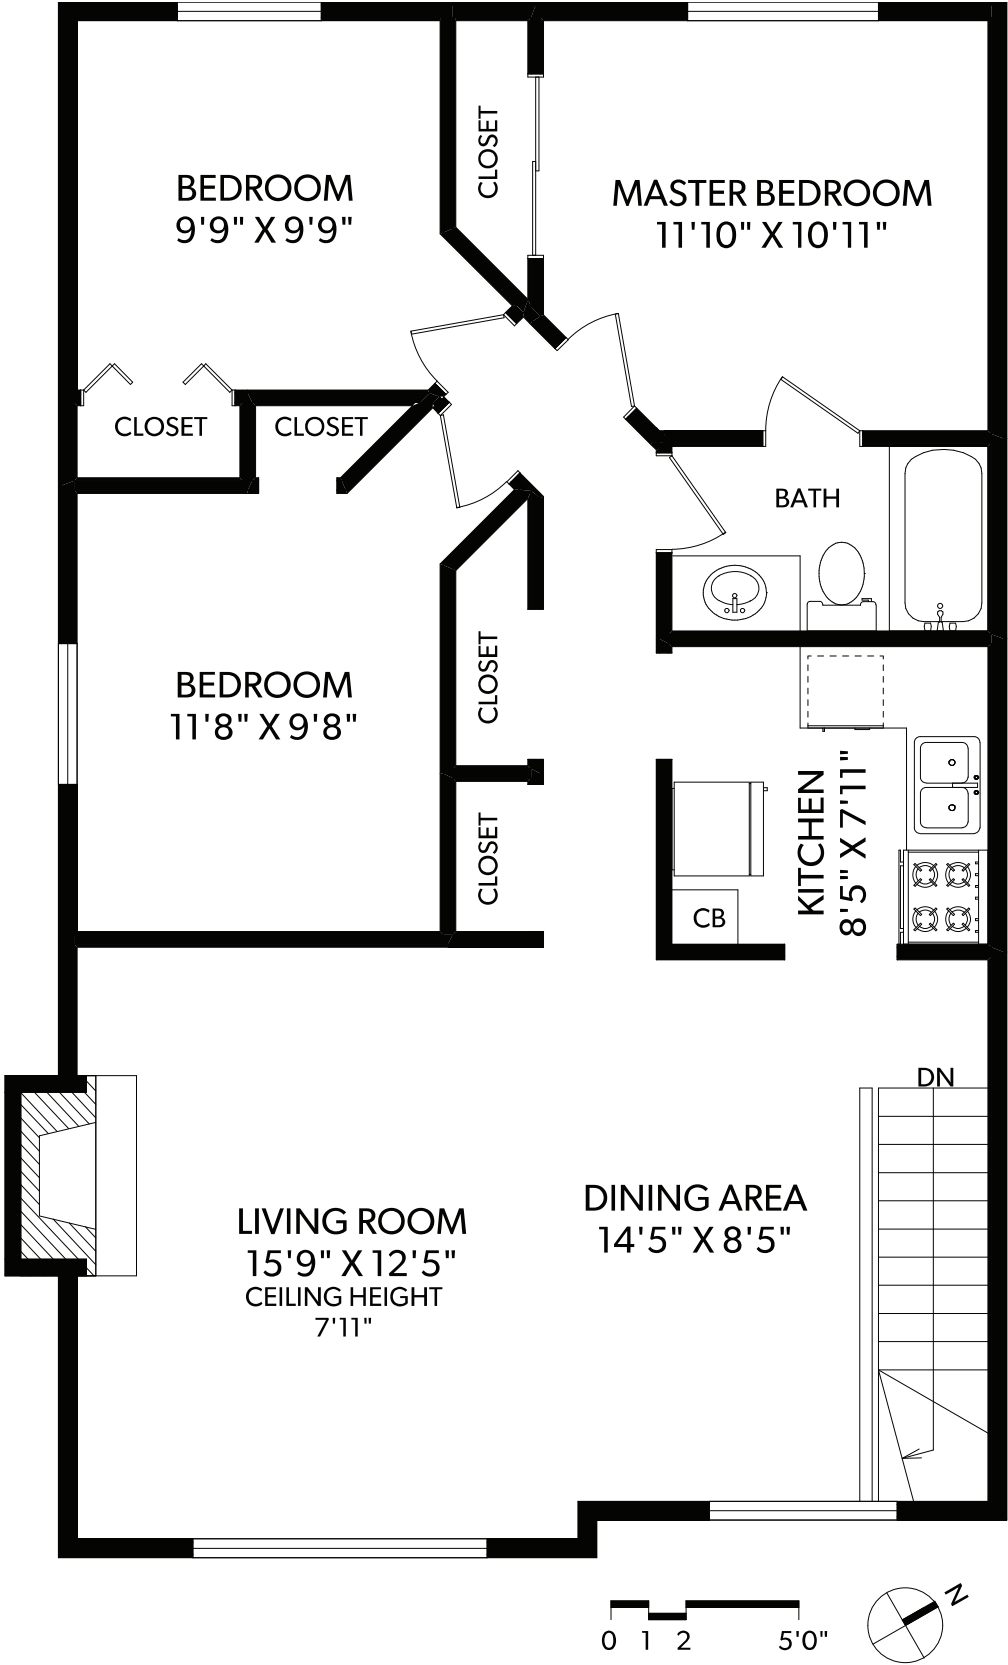 BEDROOM
9'9" X 9'9"
CLOSET
MASTER BEDROOM
11'10" X 10'11"
CLOSET
CLOSET
BATH
BEDROOM
11'8" X 9'8"
CLOSET
CLOSET
KITCHEN
8'5" X 7'11"
CB
DN
LIVING ROOM
15'9" X 12'5"
CEILING HEIGHT
7'11"
DINING AREA
14'5" X 8'5"
0 1 2 5'0"
N